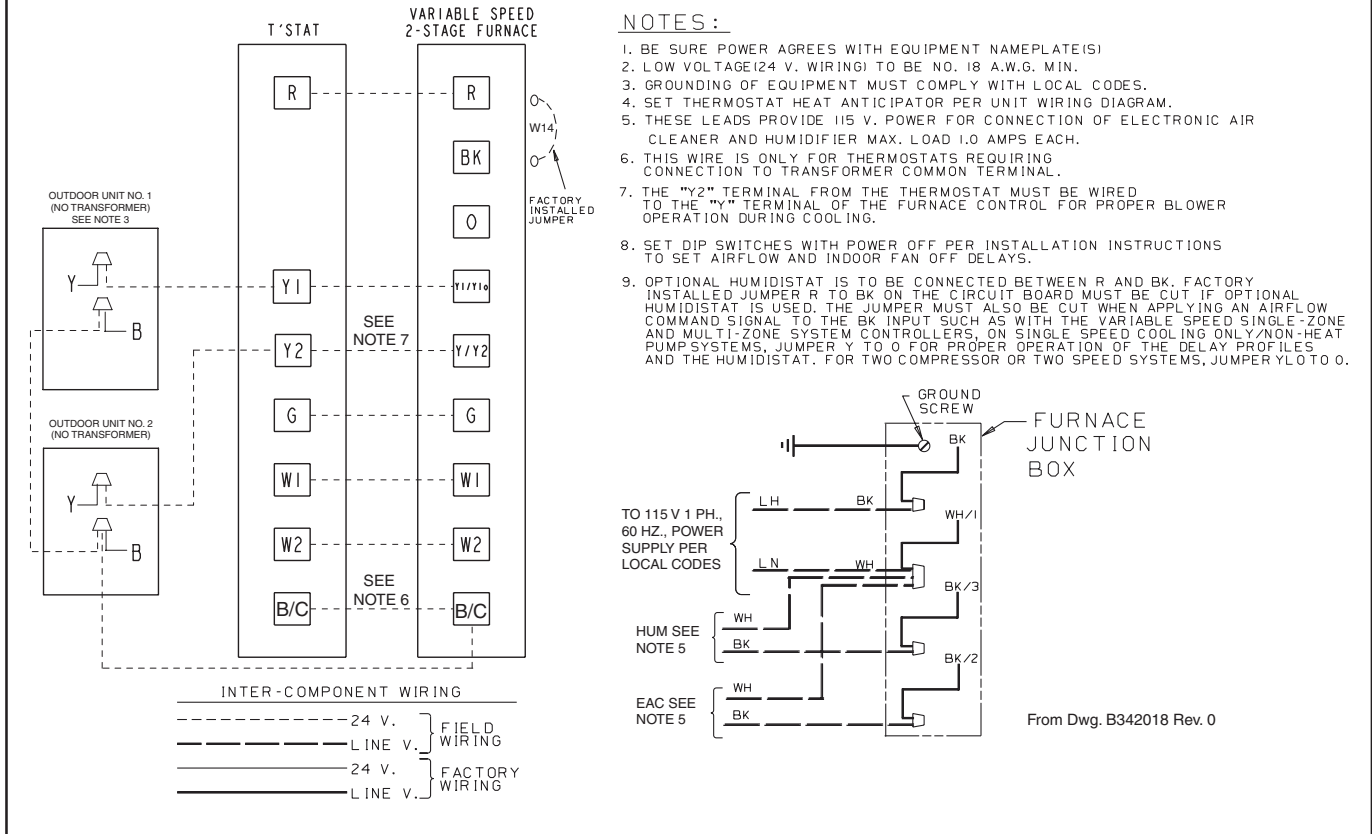 T'STAT
VARIABLE SPEED
2-STAGE FURNACE
R
R
W14
BK
FACTORY
INSTALLED
JUMPER
O
OUTDOOR UNIT NO. 1
(NO TRANSFORMER)
SEE NOTE 3
Y
B
Y1
Y1/Y10
SEE
NOTE 7
Y2
Y/Y2
G
G
OUTDOOR UNIT NO. 2
(NO TRANSFORMER)
Y
B
W1
W1
W2
W2
SEE
NOTE 6
B/C
B/C
INTER-COMPONENT WIRING
24 V.
LINE V.
FIELD
WIRING
24 V.
LINE V.
FACTORY
WIRING
NOTES:
1. BE SURE POWER AGREES WITH EQUIPMENT NAMEPLATE(S)
2. LOW VOLTAGE(24 V. WIRING) TO BE NO. 18 A.W.G. MIN.
3. GROUNDING OF EQUIPMENT MUST COMPLY WITH LOCAL CODES.
4. SET THERMOSTAT HEAT ANTICIPATOR PER UNIT WIRING DIAGRAM.
5. THESE LEADS PROVIDE 115 V. POWER FOR CONNECTION OF ELECTRONIC AIR
CLEANER AND HUMIDIFIER MAX. LOAD 1.0 AMPS EACH.
6. THIS WIRE IS ONLY FOR THERMOSTATS REQUIRING
CONNECTION TO TRANSFORMER COMMON TERMINAL.
7. THE "Y2" TERMINAL FROM THE THERMOSTAT MUST BE WIRED
TO THE "Y" TERMINAL OF THE FURNACE CONTROL FOR PROPER BLOWER
OPERATION DURING COOLING.
8. SET DIP SWITCHES WITH POWER OFF PER INSTALLATION INSTRUCTIONS
TO SET AIRFLOW AND INDOOR FAN OFF DELAYS.
9. OPTIONAL HUMIDISTAT IS TO BE CONNECTED BETWEEN R AND BK. FACTORY
INSTALLED JUMPER R TO BK ON THE CIRCUIT BOARD MUST BE CUT IF OPTIONAL
HUMIDISTAT IS USED. THE JUMPER MUST ALSO BE CUT WHEN APPLYING AN AIRFLOW
COMMAND SIGNAL TO THE BK INPUT SUCH AS WITH THE VARIABLE SPEED SINGLE-ZONE
AND MULTI-ZONE SYSTEM CONTROLLERS, ON SINGLE SPEED COOLING ONLY/NON-HEAT
PUMP SYSTEMS, JUMPER Y TO O FOR PROPER OPERATION OF THE DELAY PROFILES
AND THE HUMIDISTAT. FOR TWO COMPRESSOR OR TWO SPEED SYSTEMS, JUMPER YLO TO O.
GROUND
SCREW
FURNACE
JUNCTION
BOX
BK
TO 115 V 1 PH.,
60 HZ., POWER
SUPPLY PER
LOCAL CODES
LH
BK
WH/1
LN
WH
BK/3
HUM SEE
NOTE 5
WH
BK
BK/2
EAC SEE
NOTE 5
WH
BK
From Dwg. B342018 Rev. 0